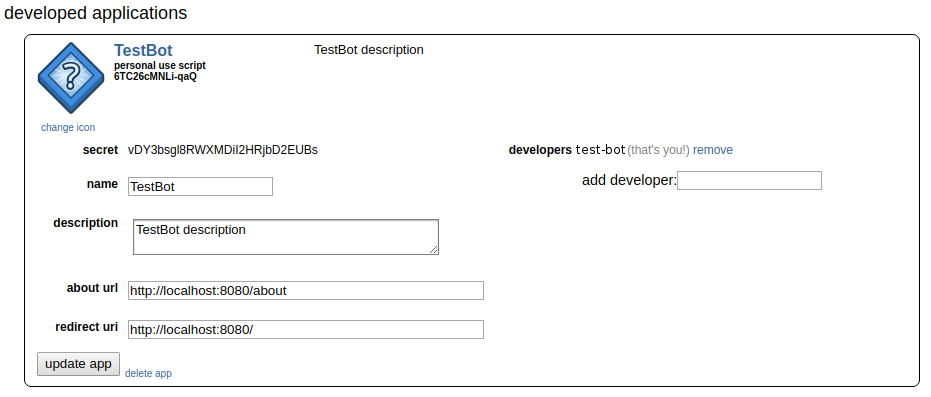 developed applications
TestBot
TestBot description
personal use script
6TC26cMNLi-qaQ
?
change icon
secret vDY3bsgl8RWXMDiI2HRjbD2EUBs
developers test-bot (that's you!) remove
name TestBot
add developer:
description TestBot description
about url http://localhost:8080/about
redirect uri http://localhost:8080/
update app delete app